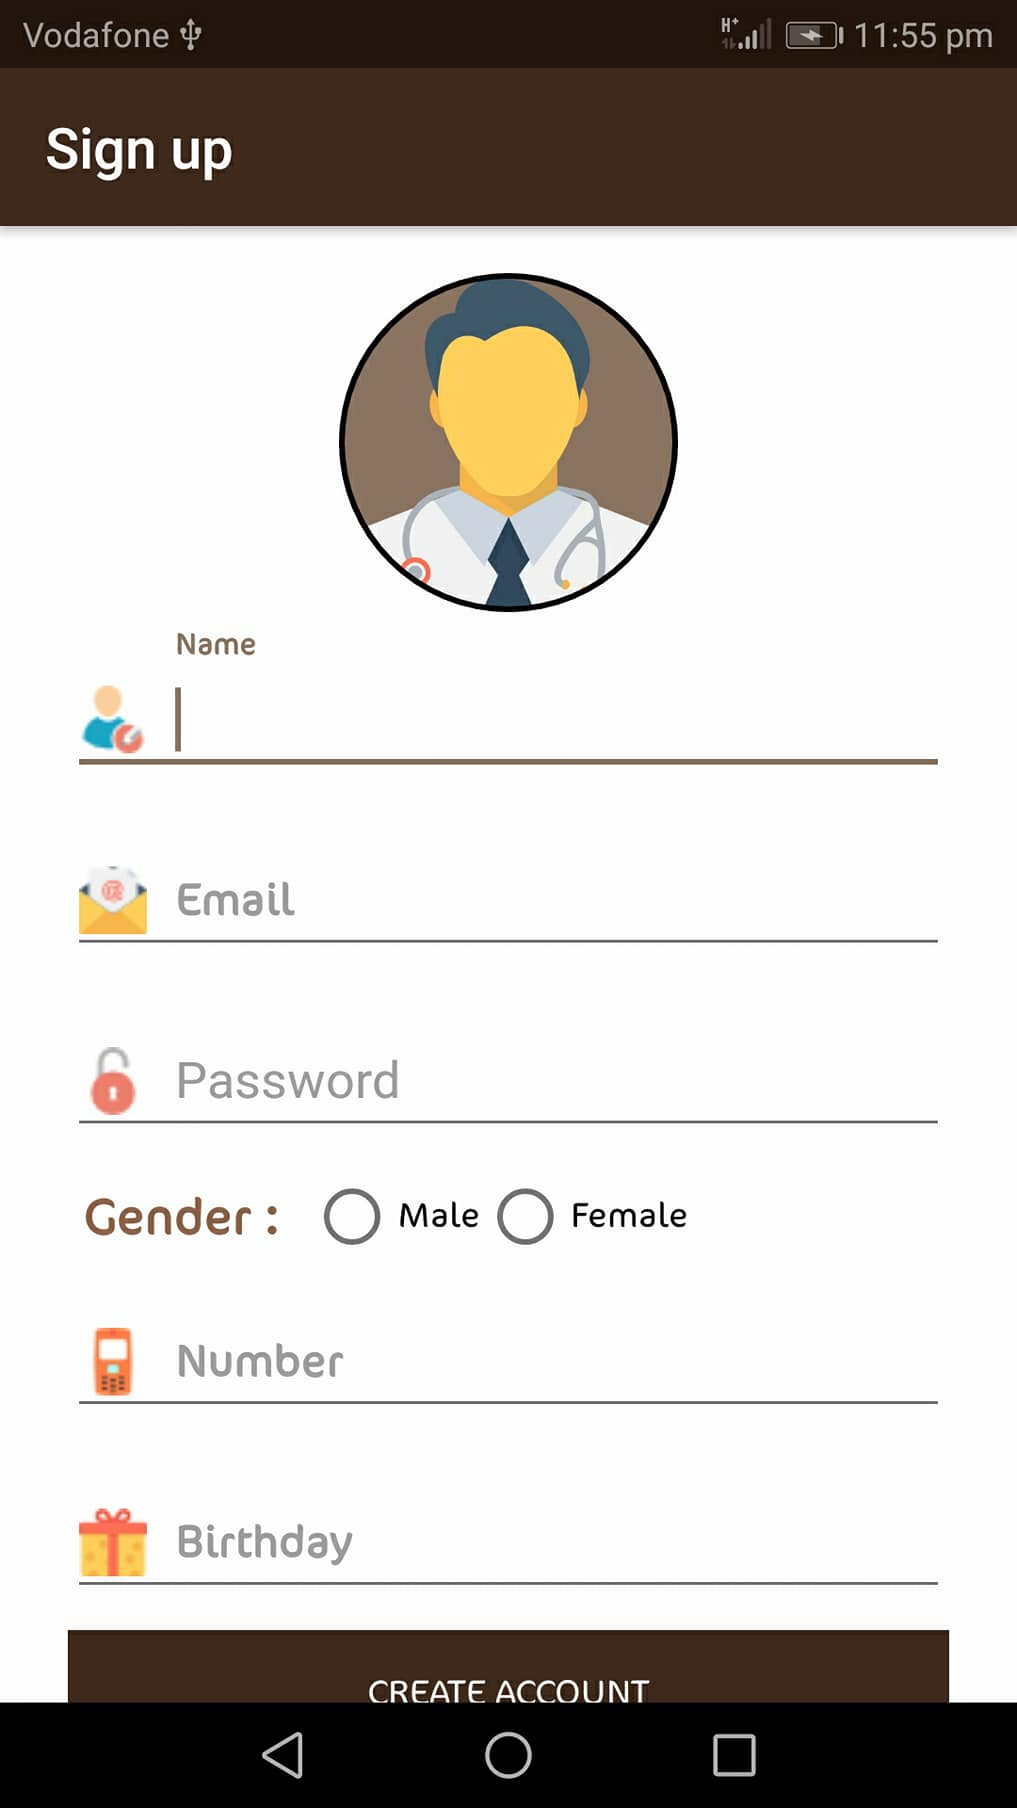 Vodafone H+ 11:55 pm
Sign up
Name
Email
Password
Gender : Male Female
Number
Birthday
CREATE ACCOUNT